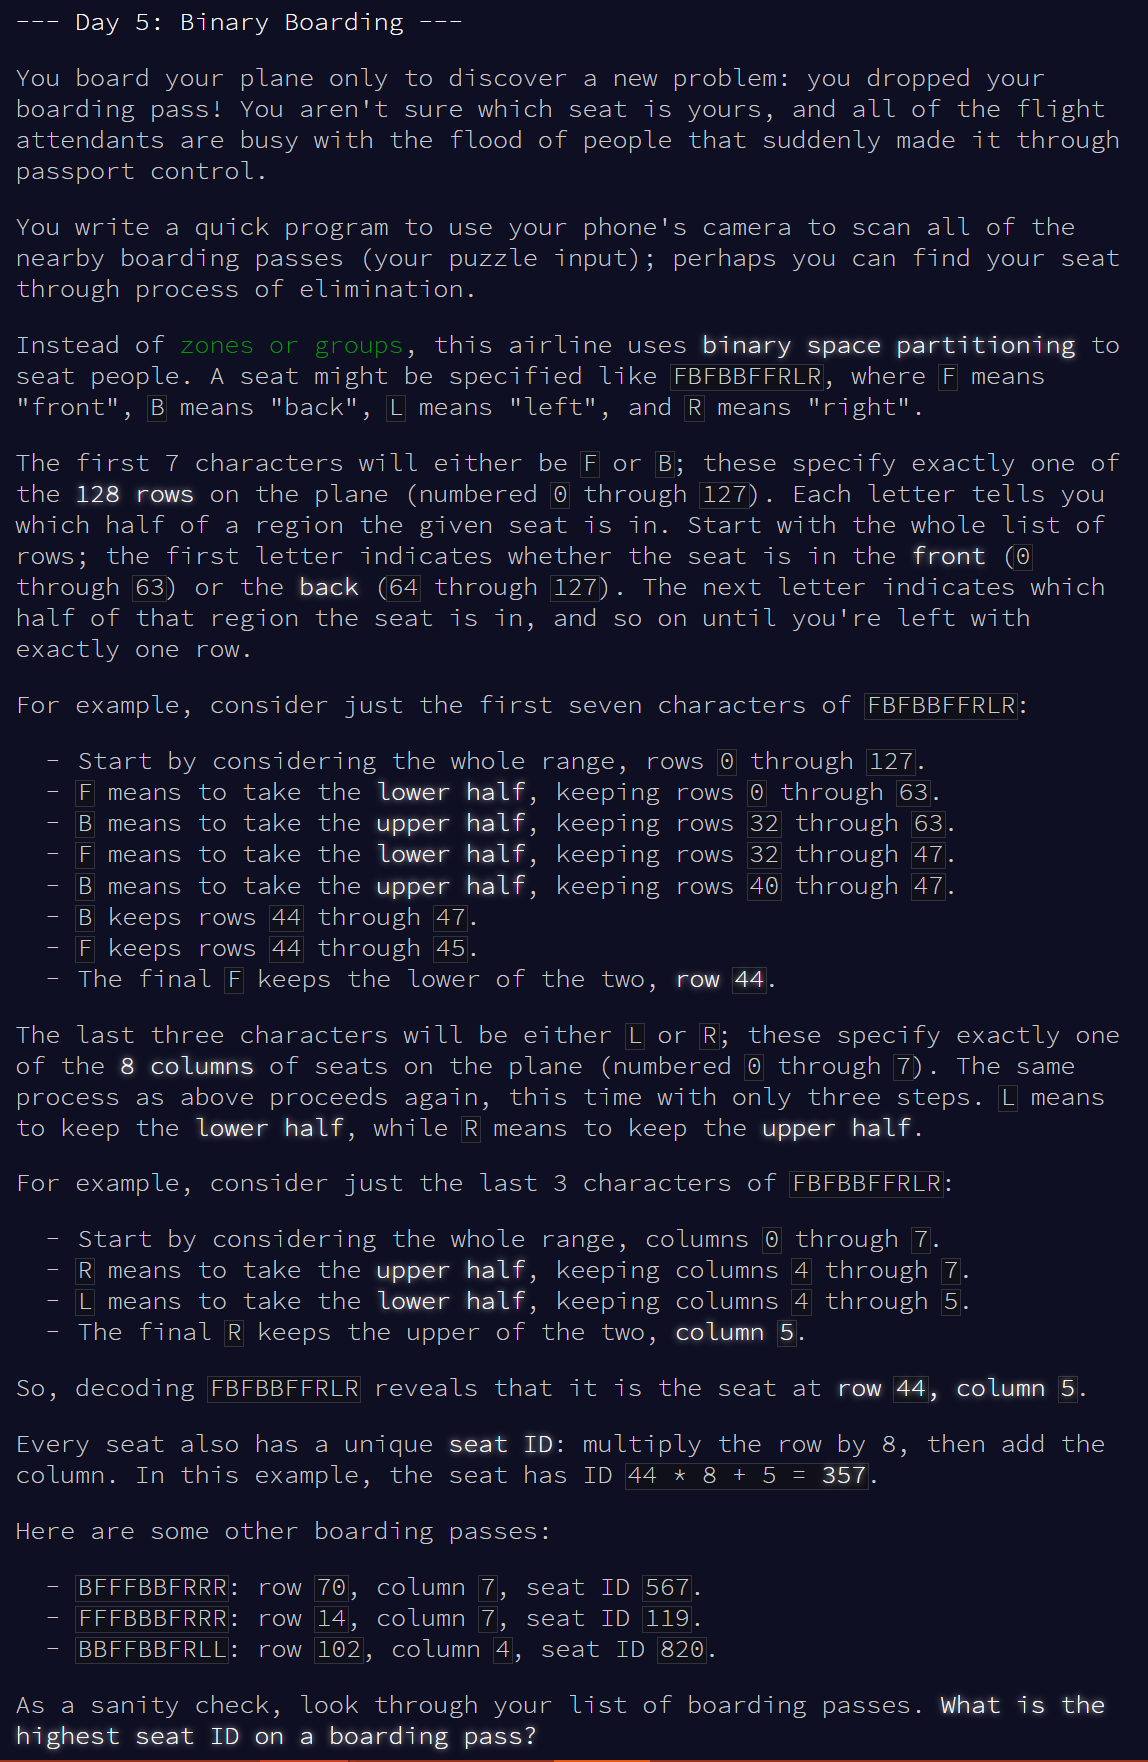 --- Day 5: Binary Boarding ---
You board your plane only to discover a new problem: you dropped your
boarding pass! You aren't sure which seat is yours, and all of the flight
attendants are busy with the flood of people that suddenly made it through
passport control.
You write a quick program to use your phone's camera to scan all of the
nearby boarding passes (your puzzle input); perhaps you can find your seat
through process of elimination.
Instead of zones or groups, this airline uses binary space partitioning to
seat people. A seat might be specified like FBFBBFFRLR, where F means
"front", B means "back", L means "left", and R means "right".
The first 7 characters will either be F or B; these specify exactly one of
the 128 rows on the plane (numbered 0 through 127). Each letter tells you
which half of a region the given seat is in. Start with the whole list of
rows; the first letter indicates whether the seat is in the front (0
through 63) or the back (64 through 127). The next letter indicates which
half of that region the seat is in, and so on until you're left with
exactly one row.
For example, consider just the first seven characters of FBFBBFFRLR:
- Start by considering the whole range, rows 0 through 127.
- F means to take the lower half, keeping rows 0 through 63.
- B means to take the upper half, keeping rows 32 through 63.
- F means to take the lower half, keeping rows 32 through 47.
- B means to take the upper half, keeping rows 40 through 47.
- B keeps rows 44 through 47.
- F keeps rows 44 through 45.
- The final F keeps the lower of the two, row 44.
The last three characters will be either L or R; these specify exactly one
of the 8 columns of seats on the plane (numbered 0 through 7). The same
process as above proceeds again, this time with only three steps. L means
to keep the lower half, while R means to keep the upper half.
For example, consider just the last 3 characters of FBFBBFFRLR:
- Start by considering the whole range, columns 0 through 7.
- R means to take the upper half, keeping columns 4 through 7.
- L means to take the lower half, keeping columns 4 through 5.
- The final R keeps the upper of the two, column 5.
So, decoding FBFBBFFRLR reveals that it is the seat at row 44, column 5.
Every seat also has a unique seat ID: multiply the row by 8, then add the
column. In this example, the seat has ID 44 * 8 + 5 = 357.
Here are some other boarding passes:
- BFFFBBFRRR: row 70, column 7, seat ID 567.
- FFFBBBFRRR: row 14, column 7, seat ID 119.
- BBFFBBFRLL: row 102, column 4, seat ID 820.
As a sanity check, look through your list of boarding passes. What is the
highest seat ID on a boarding pass?